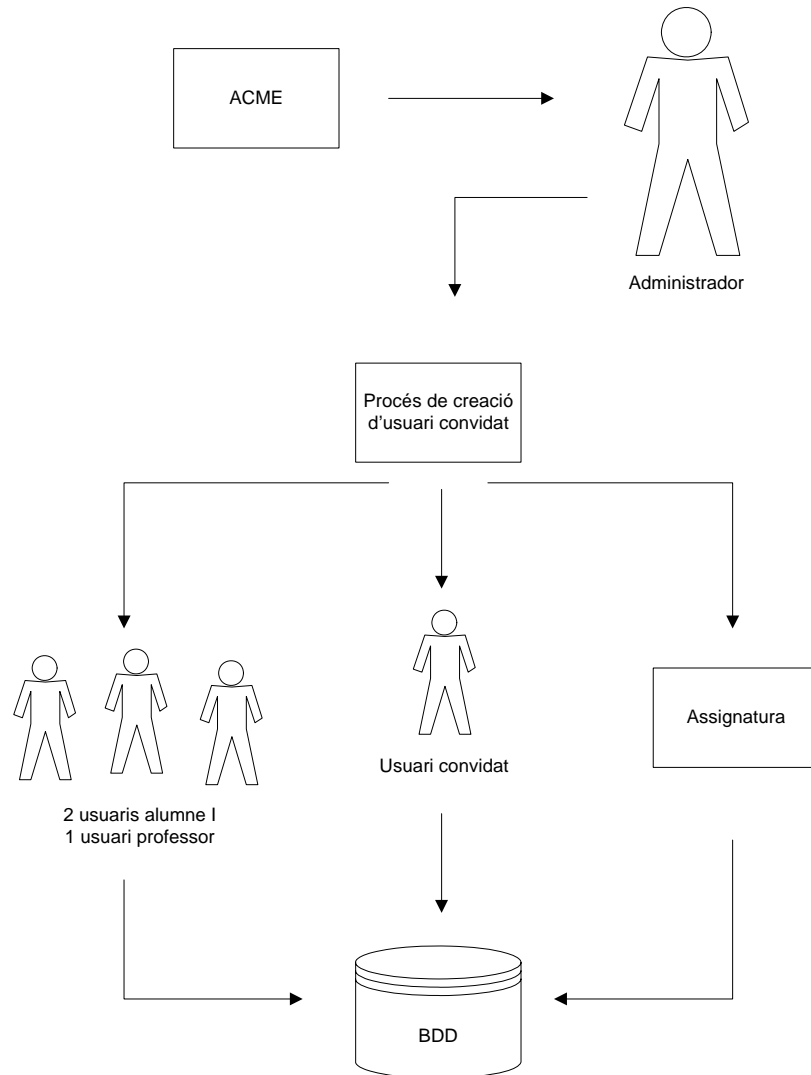 ACME
Administrador
Procés de creació
d'usuari convidat
Usuari convidat
Assignatura
2 usuaris alumne I
1 usuari professor
BDD